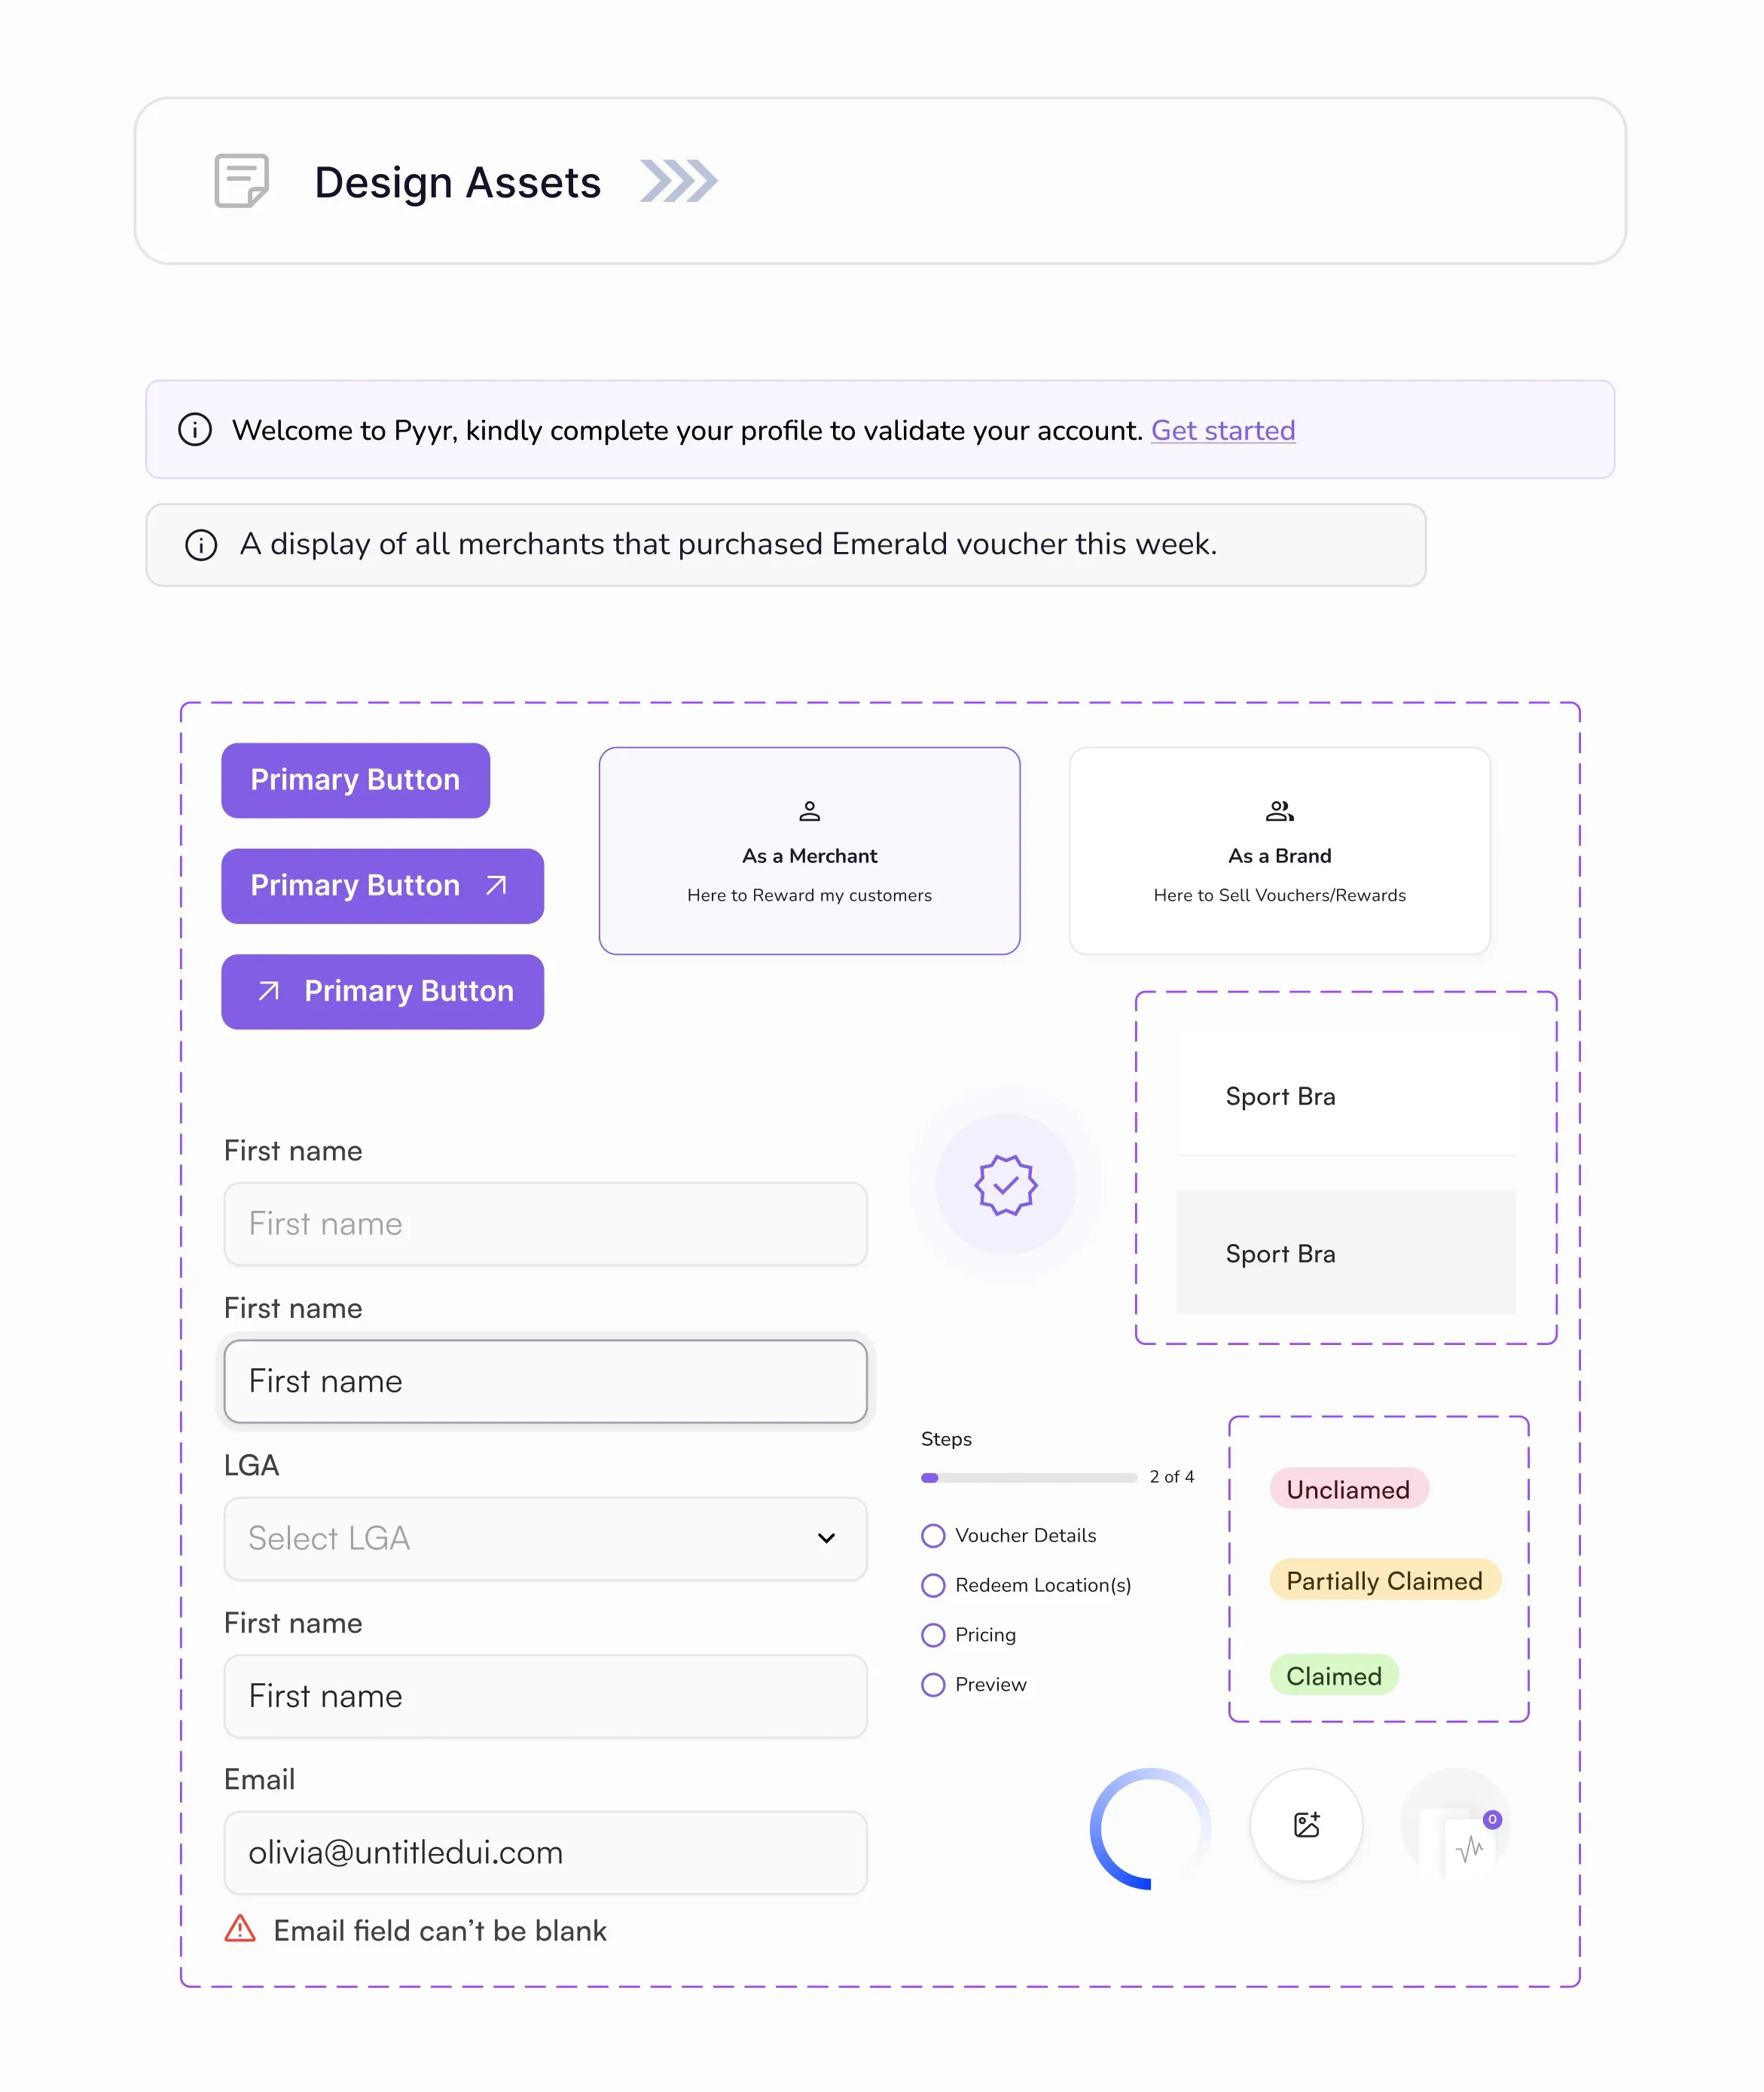 Design Assets
Welcome to Pyyr, kindly complete your profile to validate your account. Get started
A display of all merchants that purchased Emerald voucher this week.
Primary Button
Primary Button
Primary Button
As a Merchant
Here to Reward my customers
As a Brand
Here to Sell Vouchers/Rewards
Sport Bra
Sport Bra
First name
First name
First name
First name
LGA
Select LGA
First name
First name
Email
olivia@untitledui.com
Email field can’t be blank
Steps
2 of 4
Voucher Details
Redeem Location(s)
Pricing
Preview
Uncliamed
Partially Claimed
Claimed
0